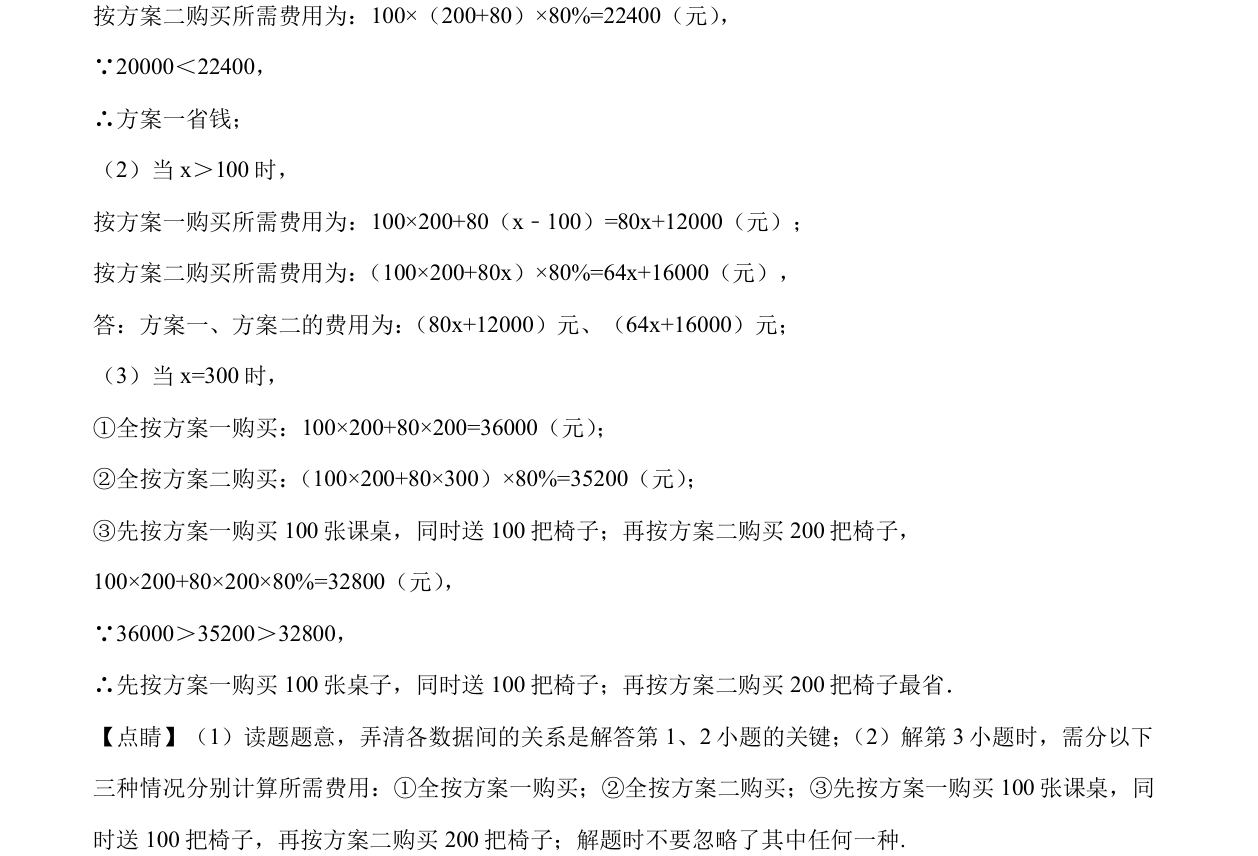 按方案二购买所需费用为：100×（200+80）×80%=22400（元），
∵20000＜22400，
∴方案一省钱；
（2）当 x＞100 时，
按方案一购买所需费用为：100×200+80（x﹣100）=80x+12000（元）；
按方案二购买所需费用为：（100×200+80x）×80%=64x+16000（元），
答：方案一、方案二的费用为：（80x+12000）元、（64x+16000）元；
（3）当 x=300 时，
①全按方案一购买：100×200+80×200=36000（元）；
②全按方案二购买：（100×200+80×300）×80%=35200（元）；
③先按方案一购买 100 张课桌，同时送 100 把椅子；再按方案二购买 200 把椅子，
100×200+80×200×80%=32800（元），
∵36000＞35200＞32800，
∴先按方案一购买 100 张桌子，同时送 100 把椅子；再按方案二购买 200 把椅子最省．
【点睛】（1）读题题意，弄清各数据间的关系是解答第 1、2 小题的关键；（2）解第 3 小题时，需分以下
三种情况分别计算所需费用：①全按方案一购买；②全按方案二购买；③先按方案一购买 100 张课桌，同
时送 100 把椅子，再按方案二购买 200 把椅子；解题时不要忽略了其中任何一种.